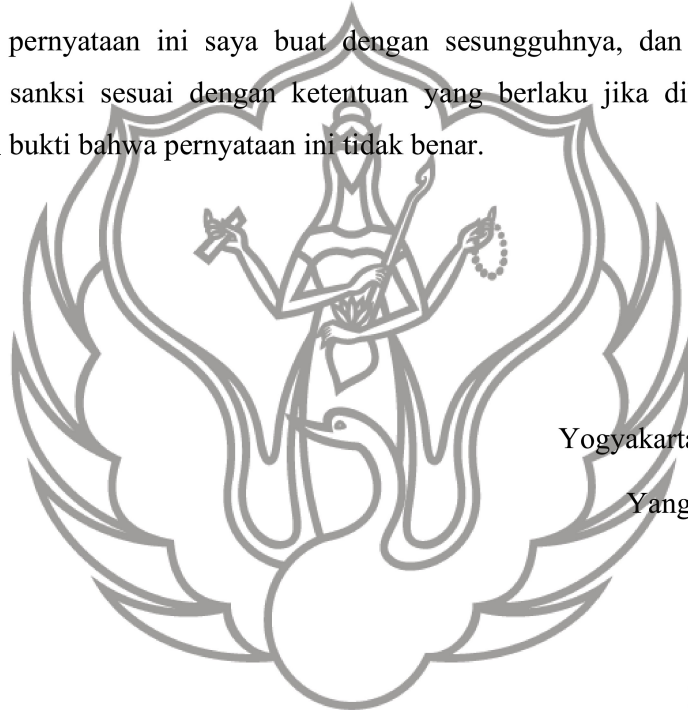 pernyataan ini saya buat dengan sesungguhnya, dan
sanksi sesuai dengan ketentuan yang berlaku jika di
bukti bahwa pernyataan ini tidak benar.
Yogyakarta
Yang